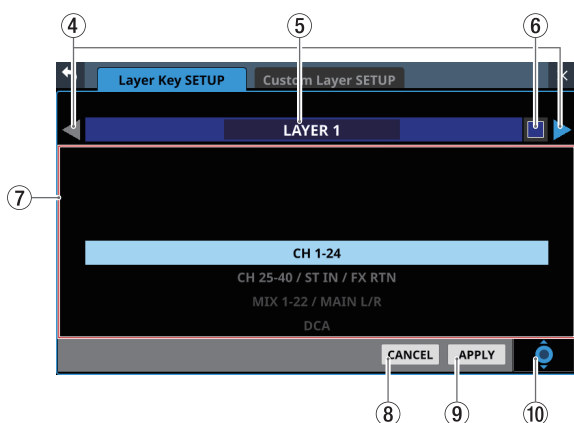 ④ ⑤ ⑥
Layer Key SETUP Custom Layer SETUP
LAYER 1
⑦
CH 1-24
CH 25-40 / ST IN / FX RTN
MIX 1-22 / MAIN L/R
DCA
CANCEL APPLY
⑧ ⑨ ⑩